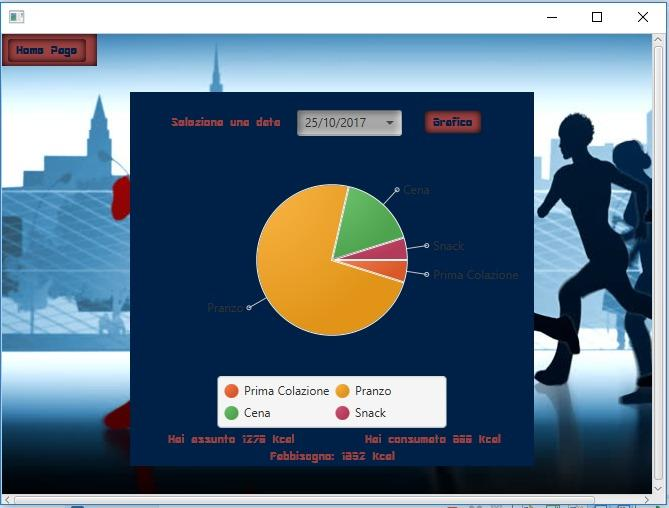 Home Page
Seleziona una data 25/10/2017 Grafico
Cena
Snack
Prima Colazione
Pranzo
Prima Colazione Pranzo
Cena Snack
Hai assunto 1276 Kcal Hai consumato 666 Kcal
Fabbisogno: 1852 Kcal